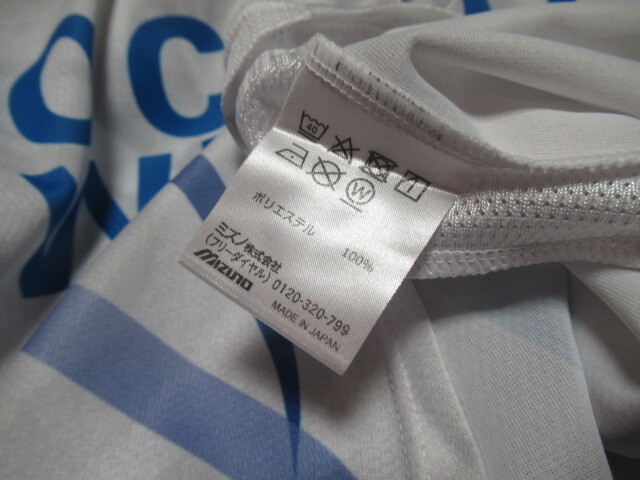 C
40
W
ポリエステル 100%
ミズノ株式会社
(フリーダイヤル) 0120-320-799
MIZUNO
MADE IN JAPAN